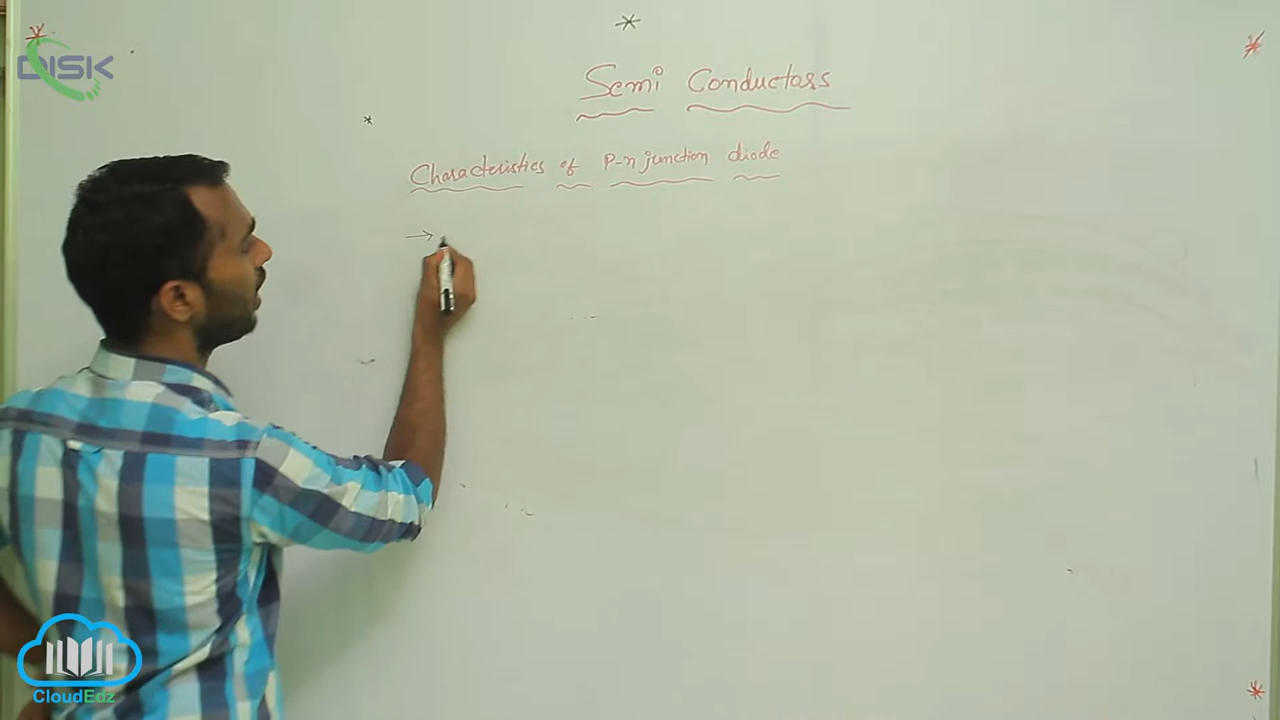 DISK
Semi Conductors
Characteristics of P-n junction diode
→
CloudEdz